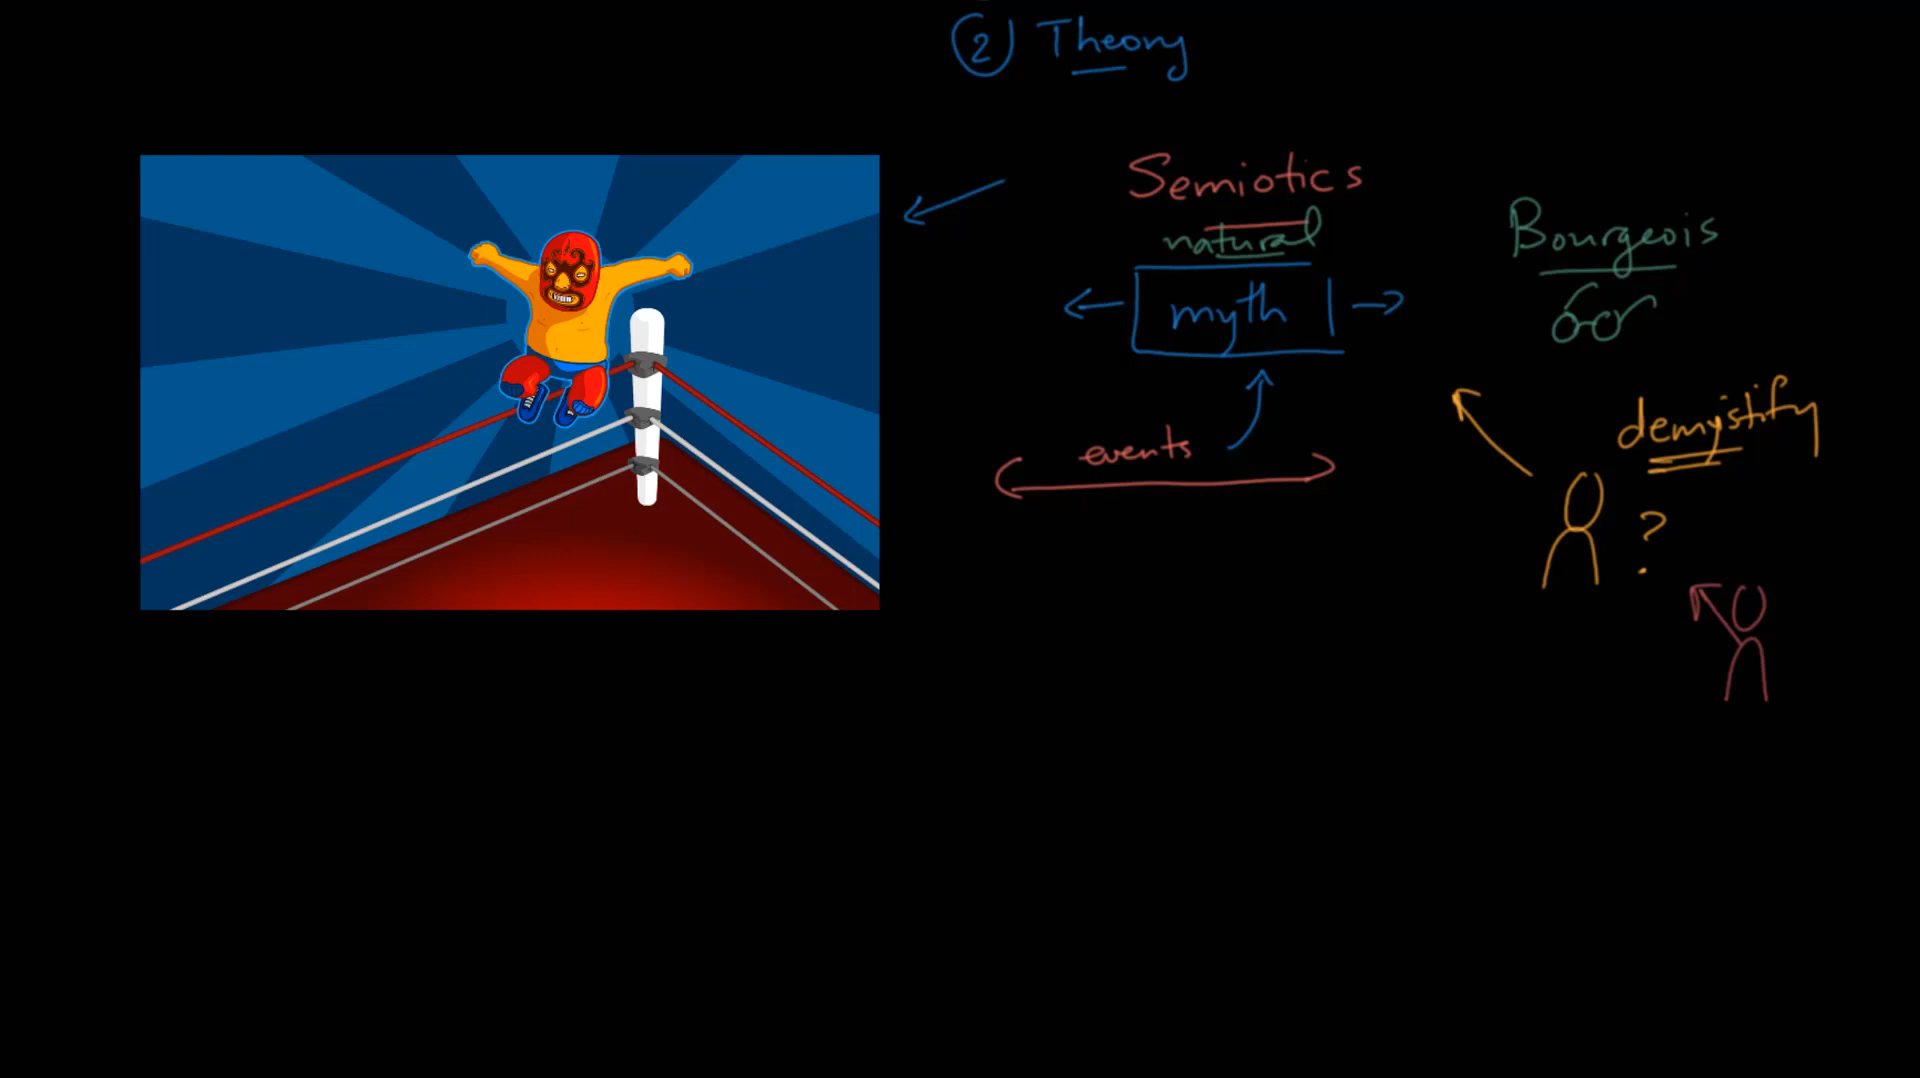 2 Theory
Semiotics
natural
Bourgeois
myth
demystify
events
?